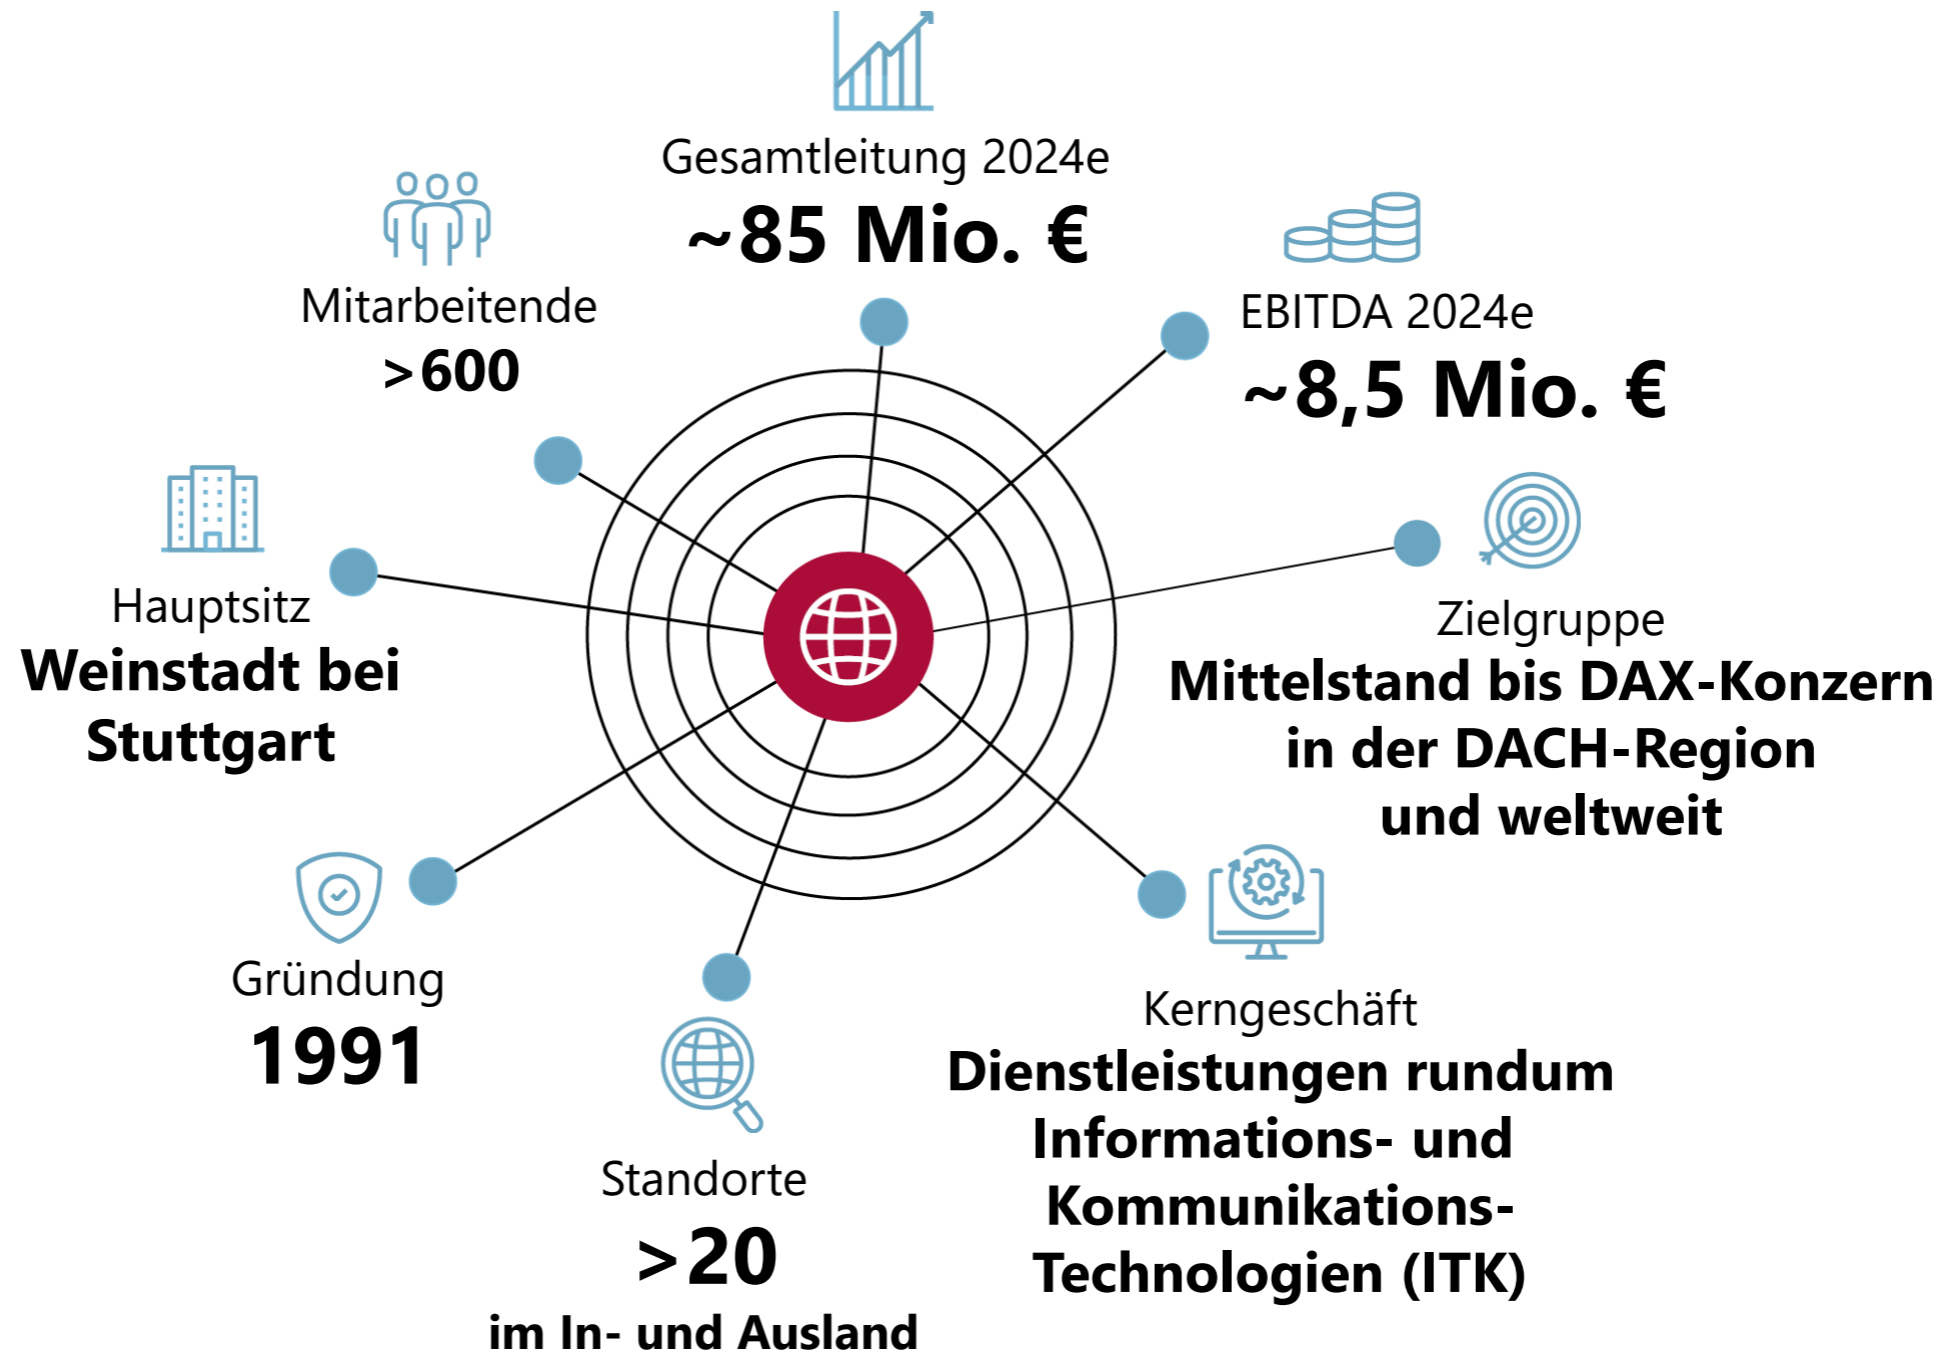 Gesamtleitung 2024e
~85 Mio. €
Mitarbeitende
>600
EBITDA 2024e
~8,5 Mio. €
Hauptsitz
Weinstadt bei
Stuttgart
Zielgruppe
Mittelstand bis DAX-Konzern
in der DACH-Region
und weltweit
Gründung
1991
Standorte
>20
im In- und Ausland
Kerngeschäft
Dienstleistungen rundum
Informations- und
Kommunikations-
Technologien (ITK)